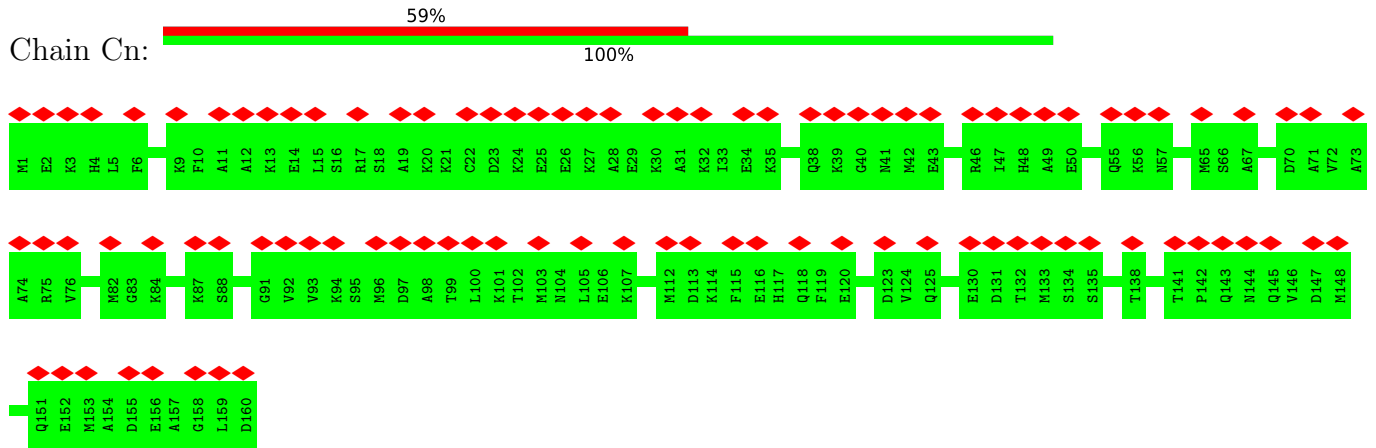 59%
Chain Cn:
100%
M1 E2 K3 H4 L5 F6 K9 F10 A11 A12 K13 E14 L15 S16 R17 S18 A19 K20 K21 C22 D23 K24 E25 E26 K27 A28 E29 K30 A31 K32 I33 E34 K35 Q38 K39 G40 N41 M42 E43 R46 I47 H48 A49 E50 Q55 K56 N57 M65 S66 A67 D70 A71 V72 A73
A74 R75 V76 M82 G83 K84 K87 S88 G91 V92 V93 K94 S95 M96 D97 A98 T99 L100 K101 T102 M103 N104 L105 E106 K107 M112 D113 K114 F115 E116 H117 Q118 F119 E120 D123 V124 Q125 E130 D131 T132 M133 S134 S135 T138 T141 P142 Q143 N144 Q145 V146 D147 M148
Q151 E152 M153 A154 D155 E156 A157 G158 L159 D160